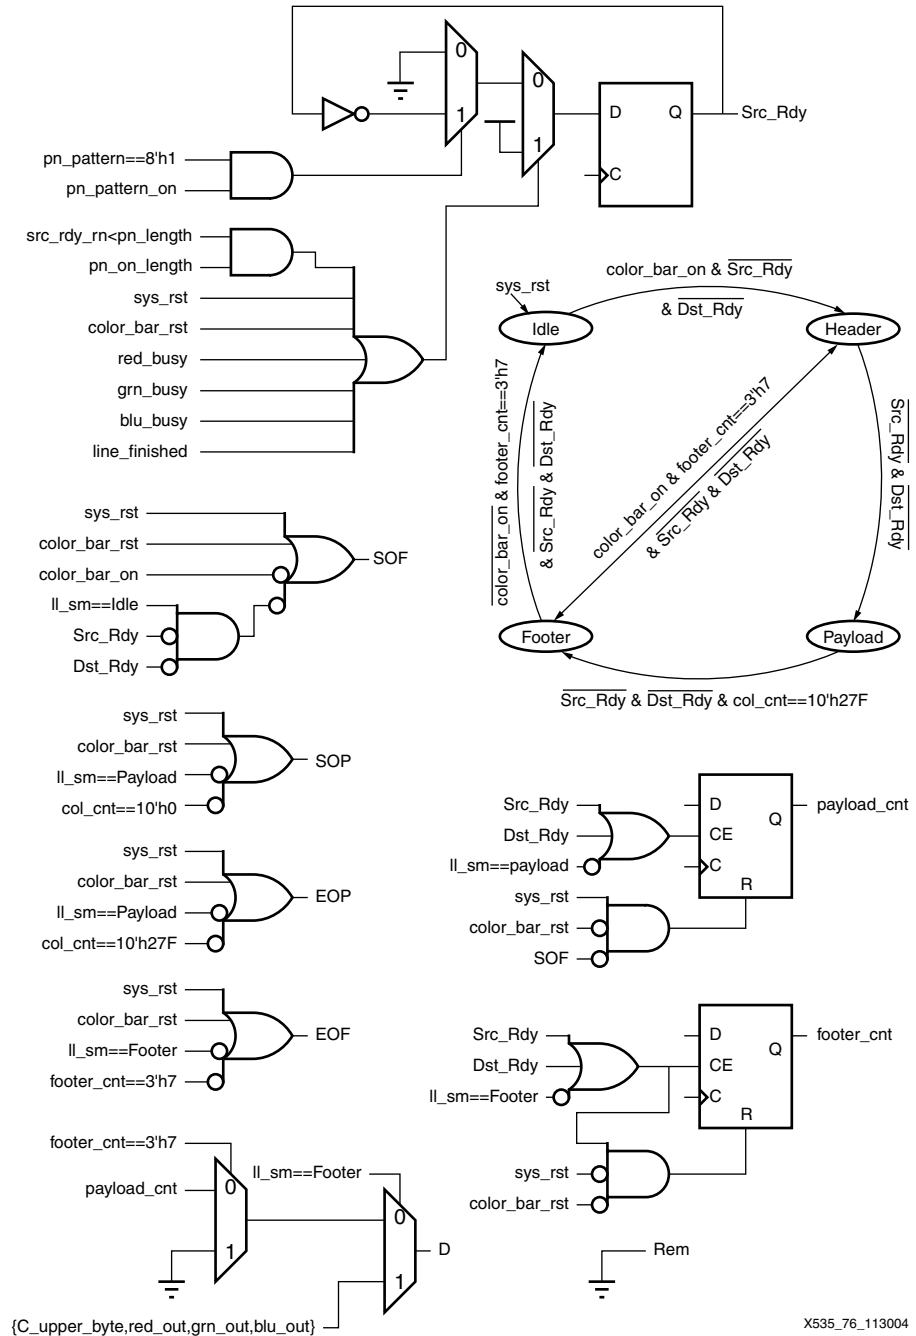 0
1
0
1
D
Q
C
Src_Rdy
pn_pattern==8'h1
pn_pattern_on
src_rdy_rn<pn_length
pn_on_length
sys_rst
color_bar_rst
red_busy
grn_busy
blu_busy
line_finished
sys_rst
Idle
color_bar_on & Src_Rdy
& Dst_Rdy
Header
Src_Rdy & Dst_Rdy
color_bar_on & footer_cnt==3'h7
& Src_Rdy & Dst_Rdy
color_bar_on & footer_cnt==3'h7
& Src_Rdy & Dst_Rdy
Footer
Payload
Src_Rdy & Dst_Rdy & col_cnt==10'h27F
sys_rst
color_bar_rst
color_bar_on
ll_sm==Idle
Src_Rdy
Dst_Rdy
SOF
sys_rst
color_bar_rst
ll_sm==Payload
col_cnt==10'h0
SOP
sys_rst
color_bar_rst
ll_sm==Payload
col_cnt==10'h27F
EOP
sys_rst
color_bar_rst
ll_sm==Footer
footer_cnt==3'h7
EOF
Src_Rdy
Dst_Rdy
ll_sm==payload
sys_rst
color_bar_rst
SOF
D
Q
CE
C
R
payload_cnt
Src_Rdy
Dst_Rdy
ll_sm==Footer
sys_rst
color_bar_rst
D
Q
CE
C
R
footer_cnt
footer_cnt==3'h7
payload_cnt
0
1
ll_sm==Footer
0
1
D
{C_upper_byte,red_out,grn_out,blu_out}
Rem
X535_76_113004